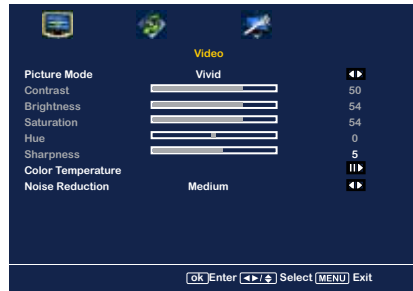 Video
Picture Mode Vivid
Contrast 50
Brightness 54
Saturation 54
Hue 0
Sharpness 5
Color Temperature
Noise Reduction Medium
ok Enter ◄►/♦ Select MENU Exit